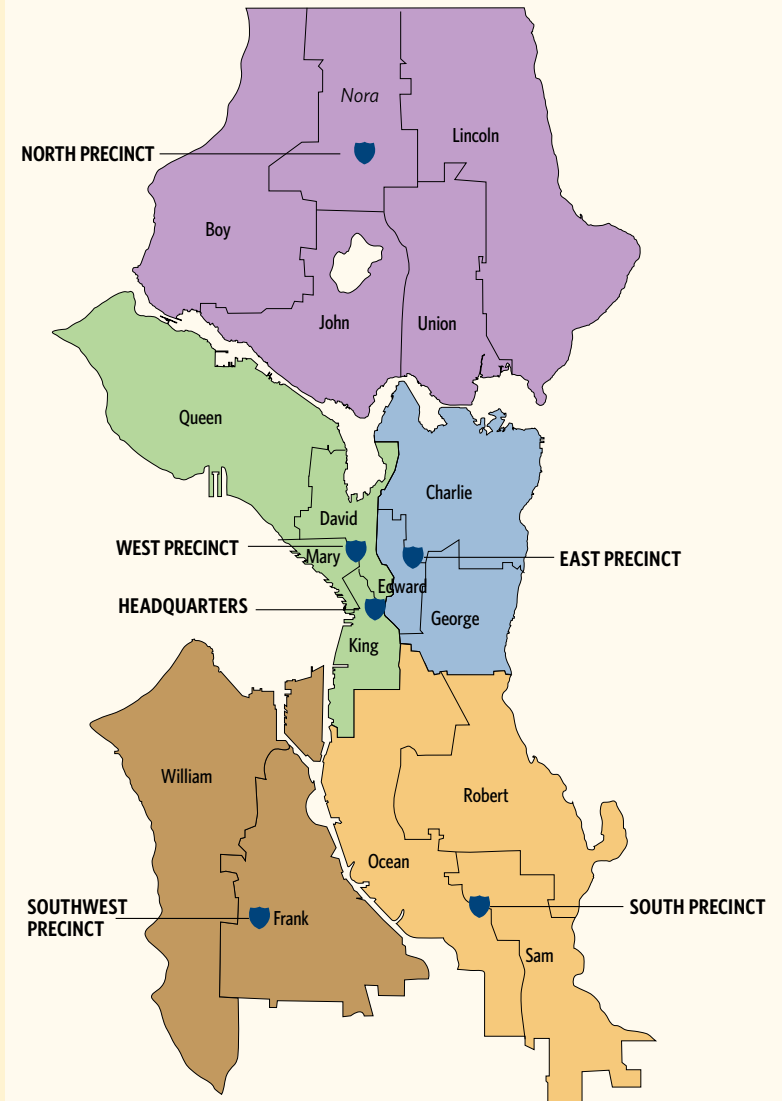 Nora
Lincoln
NORTH PRECINCT
Boy
John
Union
Queen
Charlie
David
WEST PRECINCT
Mary
EAST PRECINCT
Edward
HEADQUARTERS
George
King
William
Robert
Ocean
SOUTHWEST
PRECINCT
Frank
SOUTH PRECINCT
Sam